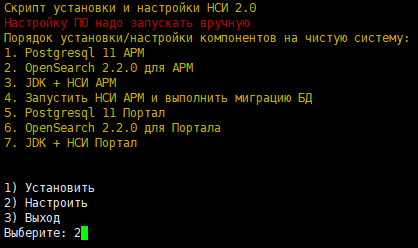 Скрипт установки и настройки НСИ 2.0
Настройку ПО надо запускать вручную
Порядок установки/настройки компонентов на чистую систему:
1. Postgresql 11 АРМ
2. OpenSearch 2.2.0 для АРМ
3. JDK + НСИ АРМ
4. Запустить НСИ АРМ и выполнить миграцию БД
5. Postgresql 11 Портал
6. OpenSearch 2.2.0 для Портала
7. JDK + НСИ Портал
1) Установить
2) Настроить
3) Выход
Выберите: 2